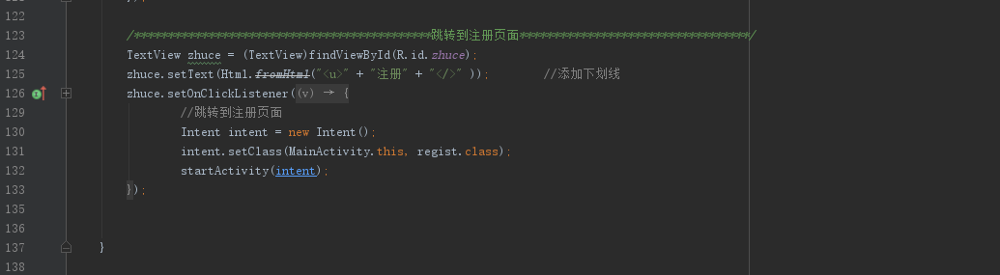 122
123 /********************************************跳转到注册页面**********************************/
124 TextView zhuce = (TextView)findViewById(R.id.zhuce);
125 zhuce.setText(Html.fromHtml("<u>" + "注册" + "</>" )); //添加下划线
126 zhuce.setOnClickListener((v) → {
129 //跳转到注册页面
130 Intent intent = new Intent();
131 intent.setClass(MainActivity.this, regist.class);
132 startActivity(intent);
133 });
135
136
137 }
138